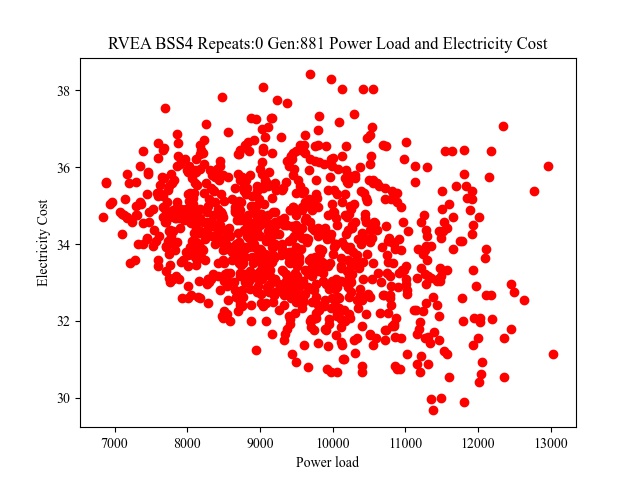 RVEA BSS4 Repeats:0 Gen:881 Power Load and Electricity Cost
38
36
34
32
30
Electricity Cost
7000 8000 9000 10000 11000 12000 13000
Power load